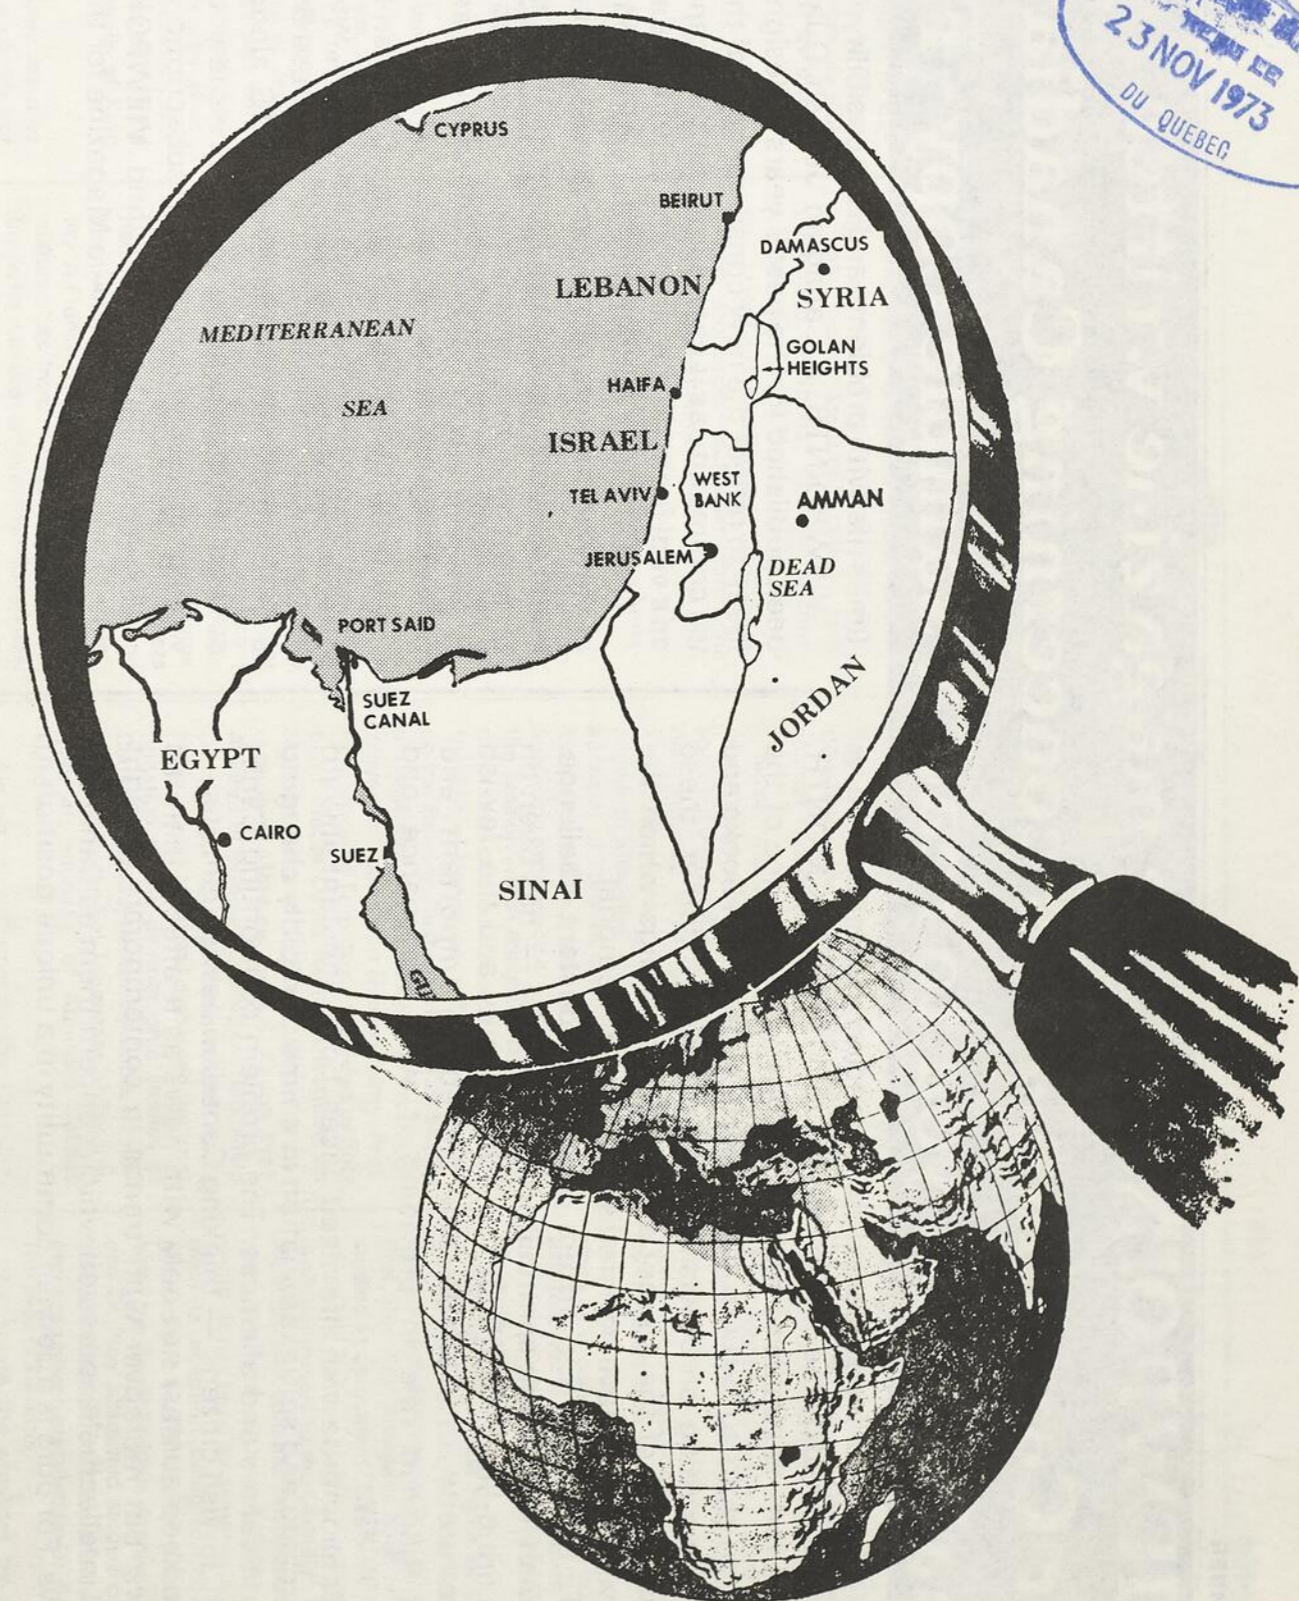 23 NOV 1973
DU QUEBEC
CYPRUS
BEIRUT
DAMASCUS
LEBANON
SYRIA
MEDITERRANEAN
SEA
GOLAN
HEIGHTS
HAIFA
ISRAEL
WEST
BANK
TEL AVIV
AMMAN
JERUSALEM
DEAD
SEA
PORT SAID
SUEZ
CANAL
JORDAN
EGYPT
CAIRO
SUEZ
SINAI